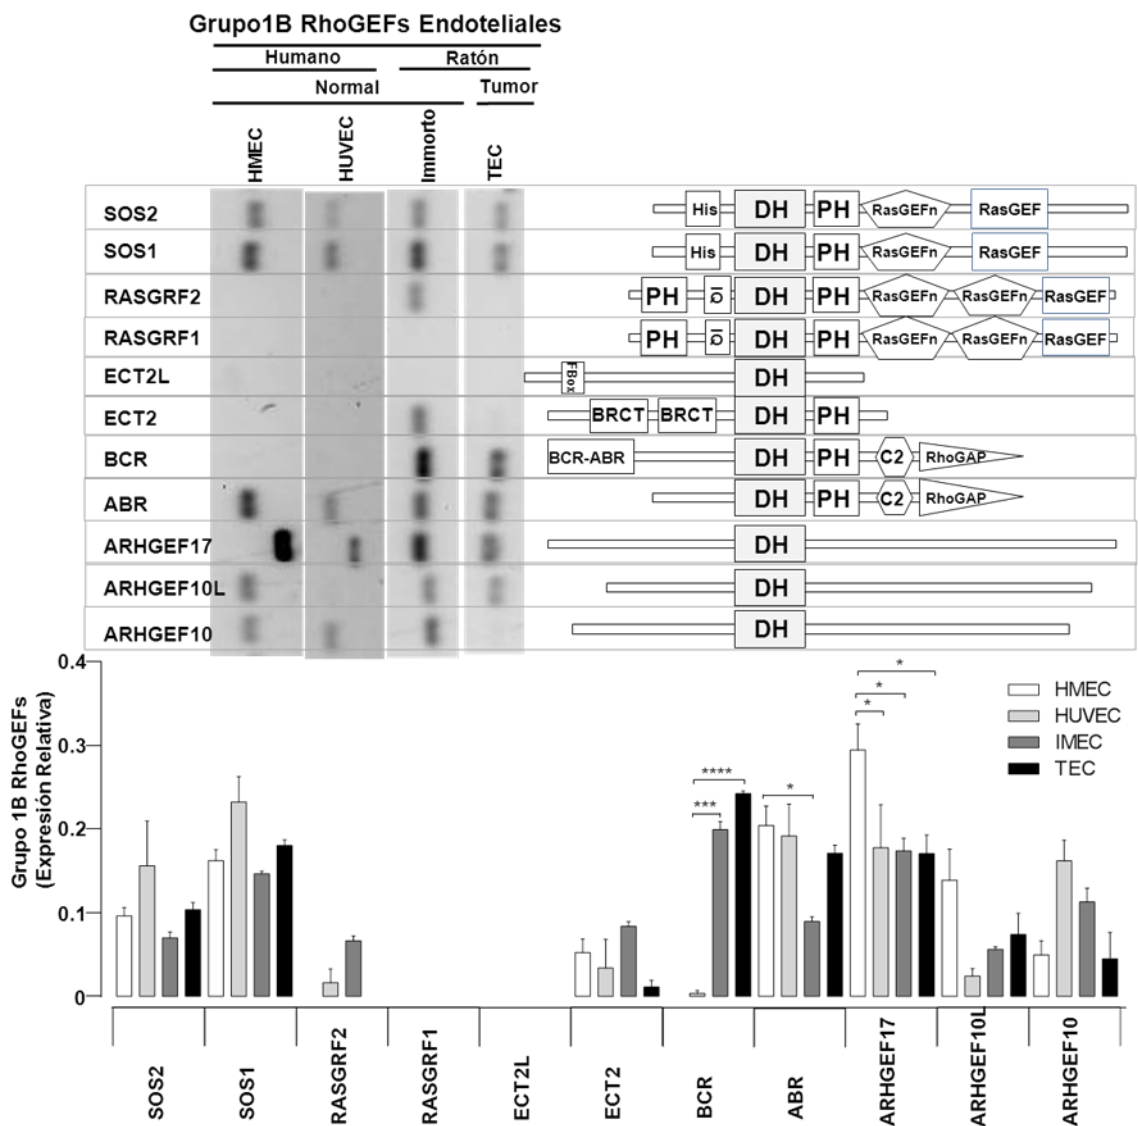 Grupo1B RhoGEFs Endoteliales
Humano Ratón
Normal Tumor
HMEC HUVEC Immorto TEC
SOS2 His DH PH RasGEFn RasGEF
SOS1 His DH PH RasGEFn RasGEF
RASGRF2 PH IQ DH PH RasGEFn RasGEFn RasGEF
RASGRF1 PH IQ DH PH RasGEFn RasGEFn RasGEF
ECT2L FBox DH
ECT2 BRCT BRCT DH PH
BCR BCR-ABR DH PH C2 RhoGAP
ABR DH PH C2 RhoGAP
ARHGEF17 DH
ARHGEF10L DH
ARHGEF10 DH
Grupo 1B RhoGEFs
(Expresión Relativa)
0.4
0.3
0.2
0.1
0
*
*
*
*
****
***
HMEC
HUVEC
IMEC
TEC
SOS2 SOS1 RASGRF2 RASGRF1 ECT2L ECT2 BCR ABR ARHGEF17 ARHGEF10L ARHGEF10